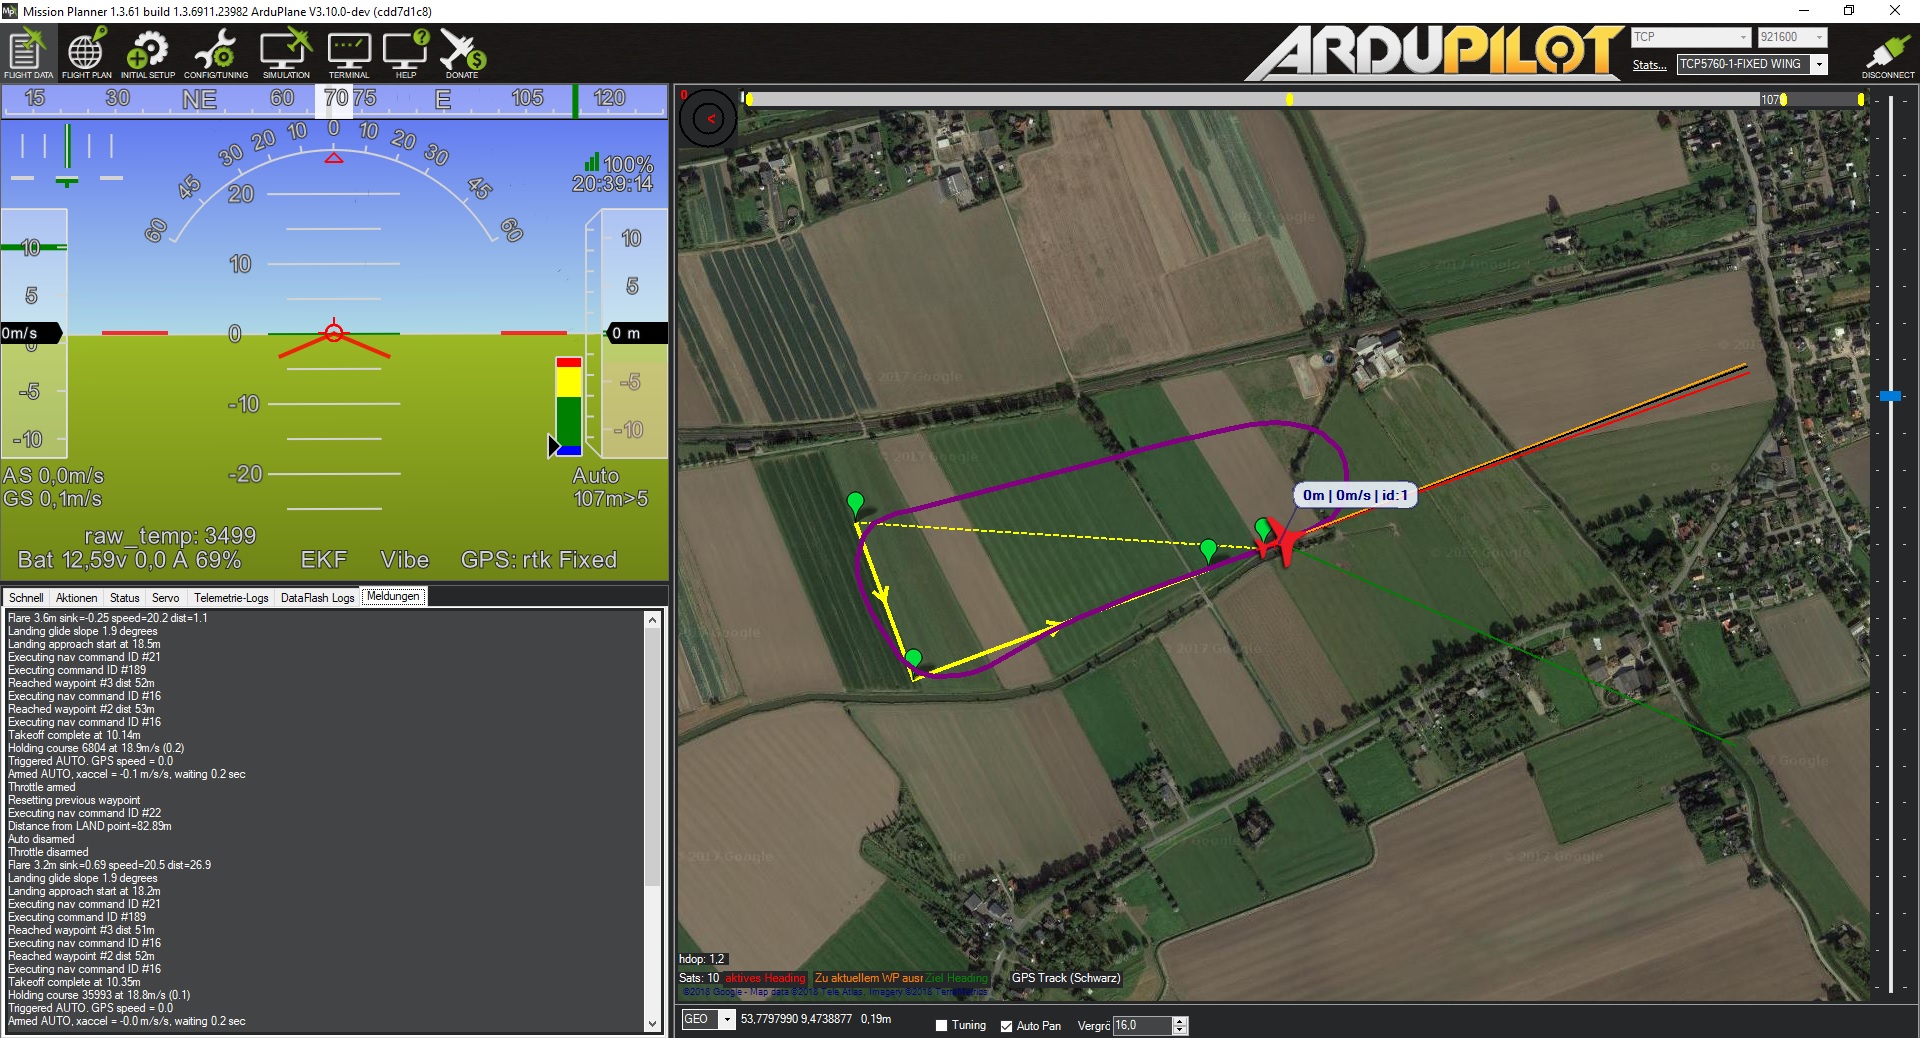 Mission Planner 1.3.61 build 1.3.6911.23982 ArduPlane V3.10.0-dev (cdd7d1c8)
FLIGHT DATA FLIGHT PLAN INITIAL SETUP CONFIG/TUNING SIMULATION TERMINAL HELP DONATE
ARDUPILOT
TCP 921600
Stats... TCP5760-1-FIXED WING
DISCONNECT
15 30 NE 60 70 75 E 105 120
60 45 30 20 10 0 10 20 30 45 60
100%
20:39:14
20
10
0
-10
-20
10
5
0m/s
0
-5
-10
10
5
0 m
-5
-10
AS 0,0m/s
GS 0,1m/s
Auto
107m>5
raw_temp: 3499
Bat 12,59v 0,0 A 69% EKF Vibe GPS: rtk Fixed
Schnell Aktionen Status Servo Telemetrie-Logs DataFlash Logs Meldungen
Flare 3.6m sink=-0.25 speed=20.2 dist=1.1
Landing glide slope 1.9 degrees
Landing approach start at 18.5m
Executing nav command ID #21
Executing command ID #189
Reached waypoint #3 dist 52m
Executing nav command ID #16
Reached waypoint #2 dist 53m
Executing nav command ID #16
Takeoff complete at 10.14m
Holding course 6804 at 18.9m/s (0.2)
Triggered AUTO. GPS speed = 0.0
Armed AUTO, xaccel = -0.1 m/s/s, waiting 0.2 sec
Throttle armed
Resetting previous waypoint
Executing nav command ID #22
Distance from LAND point=82.89m
Auto disarmed
Throttle disarmed
Flare 3.2m sink=0.69 speed=20.5 dist=26.9
Landing glide slope 1.9 degrees
Landing approach start at 18.2m
Executing nav command ID #21
Executing command ID #189
Reached waypoint #3 dist 51m
Executing nav command ID #16
Reached waypoint #2 dist 52m
Executing nav command ID #16
Takeoff complete at 10.35m
Holding course 35993 at 18.8m/s (0.1)
Triggered AUTO. GPS speed = 0.0
Armed AUTO, xaccel = -0.0 m/s/s, waiting 0.2 sec
0
107
0m | 0m/s | id:1
© 2017 Google
hdop: 1,2
Sats: 10 aktives Heading Zu aktuellem WP ausr Ziel Heading GPS Track (Schwarz)
©2018 Google - Map data ©2018 Tele Atlas, Imagery ©2018 TerraMetrics
GEO 53,7797990 9,4738877 0,19m
Tuning Auto Pan Vergrö 16,0